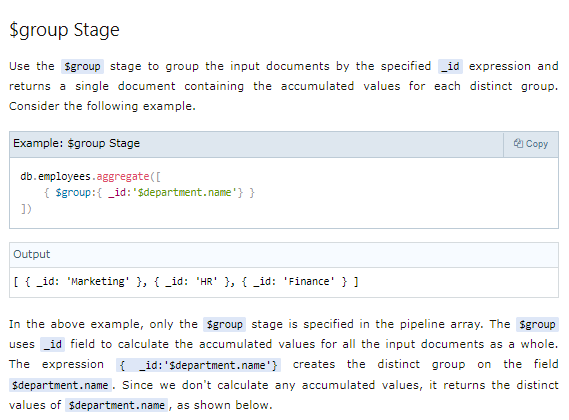 $group Stage
Use the $group stage to group the input documents by the specified _id expression and
returns a single document containing the accumulated values for each distinct group.
Consider the following example.
Example: $group Stage
Copy
db.employees.aggregate([
{ $group:{ _id:'$department.name'} }
])
Output
[ { _id: 'Marketing' }, { _id: 'HR' }, { _id: 'Finance' } ]
In the above example, only the $group stage is specified in the pipeline array. The $group
uses _id field to calculate the accumulated values for all the input documents as a whole.
The expression { _id:'$department.name'} creates the distinct group on the field
$department.name . Since we don't calculate any accumulated values, it returns the distinct
values of $department.name , as shown below.